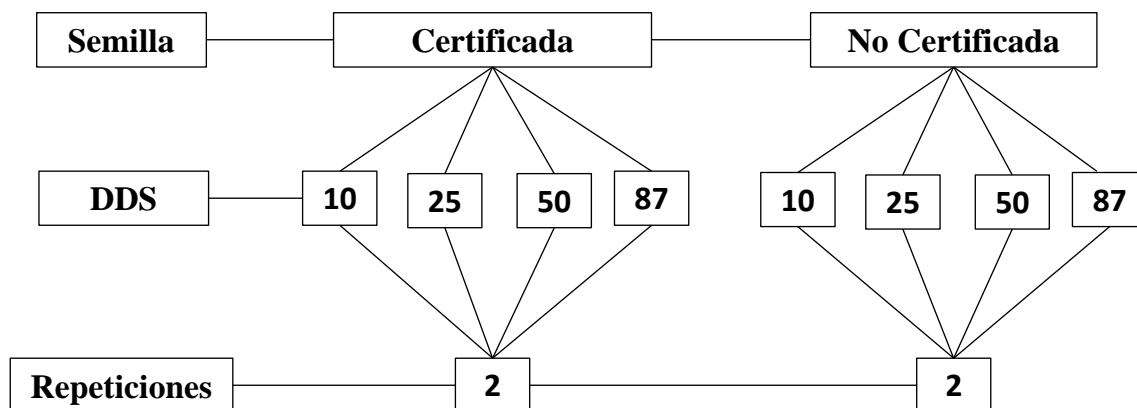 Semilla Certificada No Certificada
DDS 10 25 50 87 10 25 50 87
Repeticiones 2 2